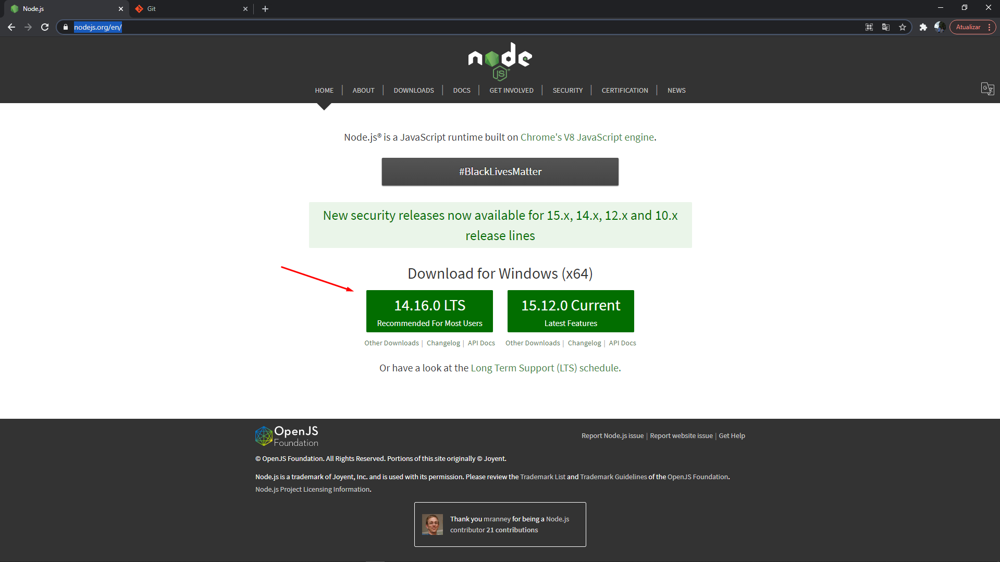 Node.js
Git
nodejs.org/en/
Atualizar
node
JS
HOME
ABOUT
DOWNLOADS
DOCS
GET INVOLVED
SECURITY
CERTIFICATION
NEWS
Node.js® is a JavaScript runtime built on Chrome's V8 JavaScript engine.
#BlackLivesMatter
New security releases now available for 15.x, 14.x, 12.x and 10.x
release lines
Download for Windows (x64)
14.16.0 LTS
Recommended For Most Users
15.12.0 Current
Latest Features
Other Downloads | Changelog | API Docs
Other Downloads | Changelog | API Docs
Or have a look at the Long Term Support (LTS) schedule.
OpenJS
Foundation
Report Node.js issue | Report website issue | Get Help
© OpenJS Foundation. All Rights Reserved. Portions of this site originally © Joyent.
Node.js is a trademark of Joyent, Inc. and is used with its permission. Please review the Trademark List and Trademark Guidelines of the OpenJS Foundation.
Node.js Project Licensing Information.
Thank you mranney for being a Node.js
contributor 21 contributions